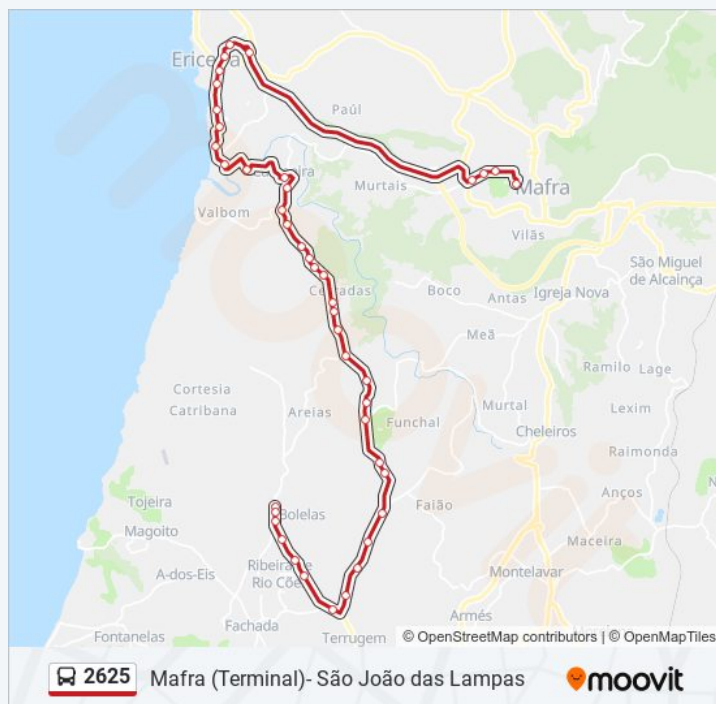 Ericeira
Paúl
Mafra
Murtais
Valbom
Vilãs
São Miguel
de Alcainça
Boco
Antas
Igreja Nova
Meã
Ramilo
Lage
Cortesia
Catribana
Areias
Funchal
Murtal
Lexim
Cheleiros
Raimonda
Faião
Anços
Tojeira
Magoito
Bolelas
Maceira
A-dos-Eis
Ribeira de
Rio Cões
Montelavar
Fontanelas
Fachada
Terrugem
Armés
© OpenStreetMap contributors | © OpenMapTiles
2625 Mafra (Terminal)- São João das Lampas
moovit